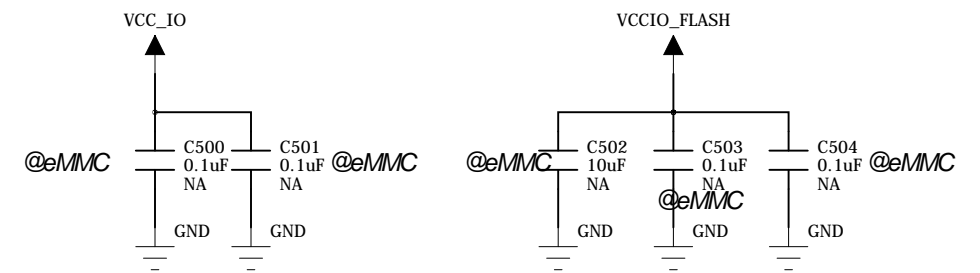 VCC_IO
VCCIO_FLASH
@eMMC
C500
0.1uF
NA
C501
0.1uF
NA
@eMMC
@eMMC
C502
10uF
NA
C503
0.1uF
NA
@eMMC
C504
0.1uF
NA
@eMMC
GND
GND
GND
GND
GND